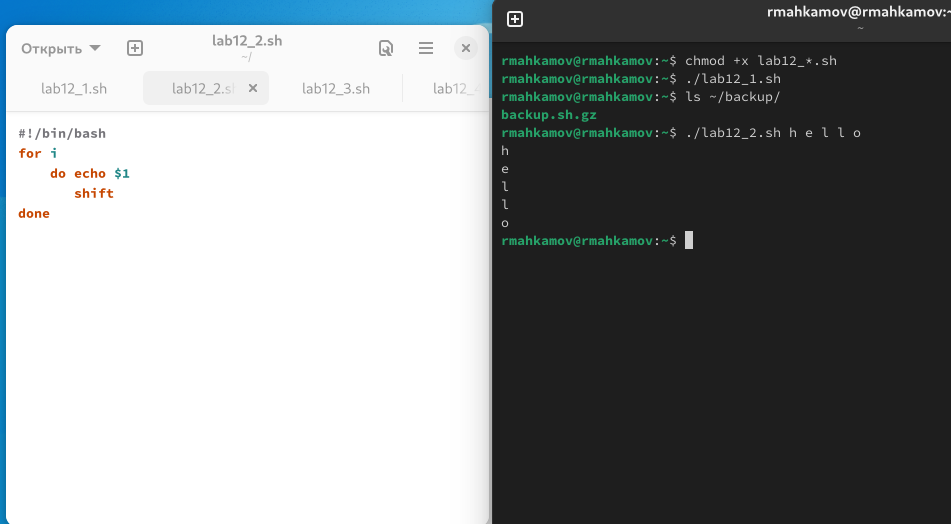 Открыть
lab12_2.sh
~/
lab12_1.sh
lab12_2.sh
lab12_3.sh
lab12_
#!/bin/bash
for i
do echo $1
shift
done
rmahkamov@rmahkamov:~
~
rmahkamov@rmahkamov:~$ chmod +x lab12_*.sh
rmahkamov@rmahkamov:~$ ./lab12_1.sh
rmahkamov@rmahkamov:~$ ls ~/backup/
backup.sh.gz
rmahkamov@rmahkamov:~$ ./lab12_2.sh h e l l o
h
e
l
l
o
rmahkamov@rmahkamov:~$